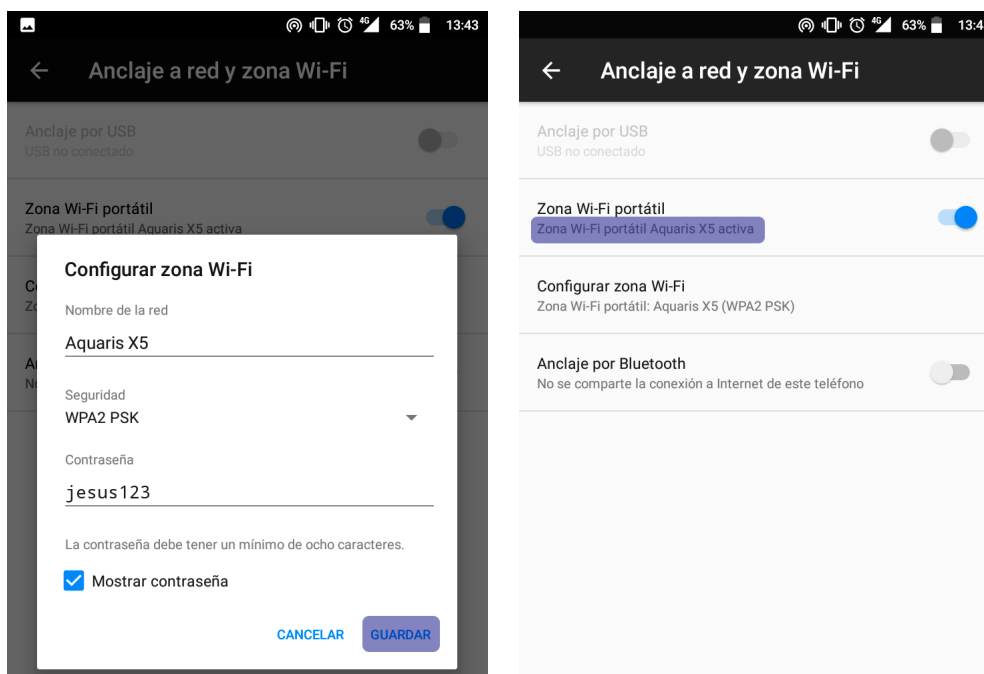 4G 63% 13:43
Anclaje a red y zona Wi-Fi
Anclaje por USB
USB no conectado
Zona Wi-Fi portátil
Zona Wi-Fi portátil Aquaris X5 activa
Configurar zona Wi-Fi
Nombre de la red
Aquaris X5
Seguridad
WPA2 PSK
Contraseña
jesus123
La contraseña debe tener un mínimo de ocho caracteres.
Mostrar contraseña
CANCELAR GUARDAR
4G 63% 13:4
Anclaje a red y zona Wi-Fi
Anclaje por USB
USB no conectado
Zona Wi-Fi portátil
Zona Wi-Fi portátil Aquaris X5 activa
Configurar zona Wi-Fi
Zona Wi-Fi portátil: Aquaris X5 (WPA2 PSK)
Anclaje por Bluetooth
No se comparte la conexión a Internet de este teléfono